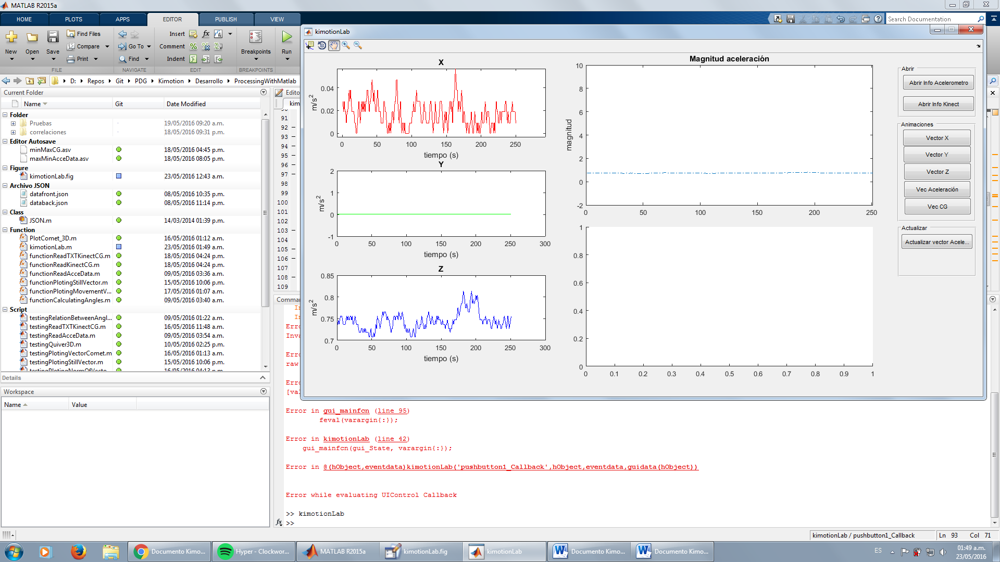 MATLAB R2015a
HOME PLOTS APPS EDITOR PUBLISH VIEW
Search Documentation
New Open Save Find Files Compare Print
Go To Find
Insert fx Comment Indent
Breakpoints Run
FILE NAVIGATE EDIT BREAKPOINTS
D: Repos Git PDG Kimotion Desarrollo ProcessingWithMatlab
Current Folder
Name Git Date Modified
Folder
Pruebas 19/05/2016 09:20 a.m.
correlaciones 18/05/2016 09:31 p.m.
Editor Autosave
minMaxCG.asv 18/05/2016 04:45 p.m.
maxMinAcceData.asv 18/05/2016 08:05 p.m.
Figure
kimotionLab.fig 23/05/2016 12:43 a.m.
Archivo JSON
datafront.json 08/05/2016 10:35 p.m.
databack.json 08/05/2016 11:14 p.m.
Class
JSON.m 14/03/2014 01:39 p.m.
Function
PlotComet_3D.m 16/05/2016 01:12 a.m.
kimotionLab.m 23/05/2016 01:49 a.m.
functionReadTXTKinectCG.m 18/05/2016 04:24 p.m.
functionReadKinectCG.m 18/05/2016 04:24 p.m.
functionReadAcceData.m 09/05/2016 03:36 a.m.
functionPlotingStillVector.m 15/05/2016 10:06 p.m.
functionPlotingMovementV... 17/05/2016 01:07 a.m.
functionCalculatingAngles.m 09/05/2016 03:40 a.m.
Script
testingRelationBetweenAngl... 09/05/2016 01:22 a.m.
testingReadTXTKinectCG.m 16/05/2016 11:48 a.m.
testingReadAcceData.m 09/05/2016 03:54 a.m.
testingQuiver3D.m 10/05/2016 02:25 p.m.
testingPlotingVectorComet.m 16/05/2016 01:13 a.m.
testingPlotingStillVector.m 15/05/2016 10:06 p.m.
testingPlotingNormOfVecto... 16/05/2016 04:13 p.m.
Details
Workspace
Name Value
Edito
kim
90
91
92
93
94
95
96
97
98
99
100
101
102
103
104
105
106
107
108
109
Comma
In
In
Erro
Inva
Erro
raw
Erro
[val
Error in gui_mainfcn (line 95)
feval(varargin{:});
Error in kimotionLab (line 42)
gui_mainfcn(gui_State, varargin{:});
Error in @(hObject,eventdata)kimotionLab('pushbutton1_Callback',hObject,eventdata,guidata(hObject))
Error while evaluating UIControl Callback
>> kimotionLab
fx >>
kimotionLab
X
m/s2
0.04
0.02
0
0 50 100 150 200 250
tiempo (s)
Y
m/s2
2
1
0
-1
0 50 100 150 200 250 300
tiempo (s)
Z
m/s2
0.85
0.8
0.75
0.7
0 50 100 150 200 250 300
tiempo (s)
Magnitud aceleración
magnitud
10
8
6
4
2
0
-2
0 50 100 150 200 250
1
0.8
0.6
0.4
0.2
0
0 0.1 0.2 0.3 0.4 0.5 0.6 0.7 0.8 0.9 1
Abrir
Abrir Info Acelerometro
Abrir Info Kinect
Animaciones
Vector X
Vector Y
Vector Z
Vec Aceleración
Vec CG
Actualizar
Actualizar vector Acele...
kimotionLab / pushbutton1_Callback Ln 93 Col 71
Documento Kimo... Hyper - Clockwor... MATLAB R2015a kimotionLab.fig kimotionLab Documento Kimo... Documento Kimo...
ES
01:49 a.m.
23/05/2016